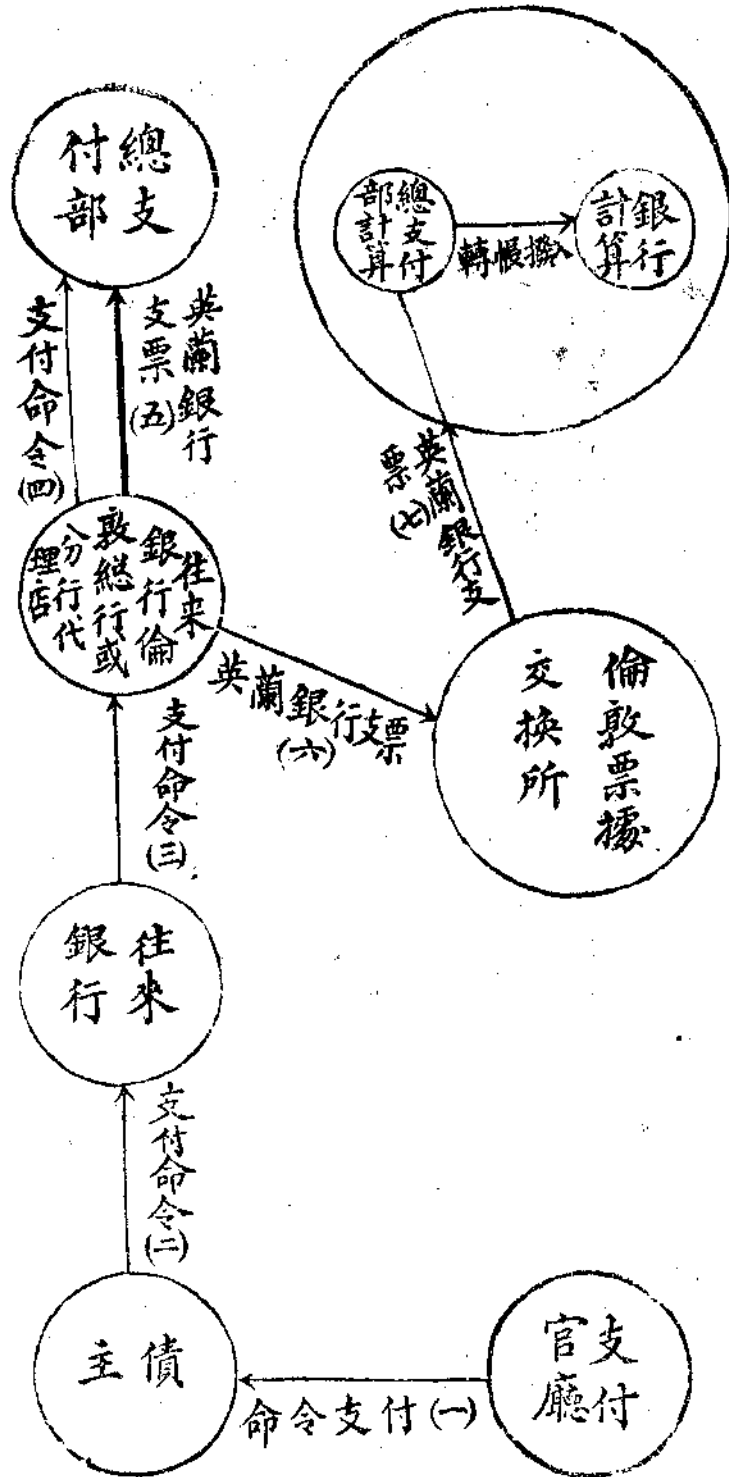 總支
付部
總支付
部計算
銀行
計算
轉帳撥入
支付命令(四)
英蘭銀行
支票(五)
英蘭銀行支
票(七)
往来
銀行倫
敦総行或
分行代
理店
英蘭銀行支票
(六)
倫敦票據
交換所
支付命令(三)
往來
銀行
支付命令(二)
債主
支付
官廳
(一)付支令命